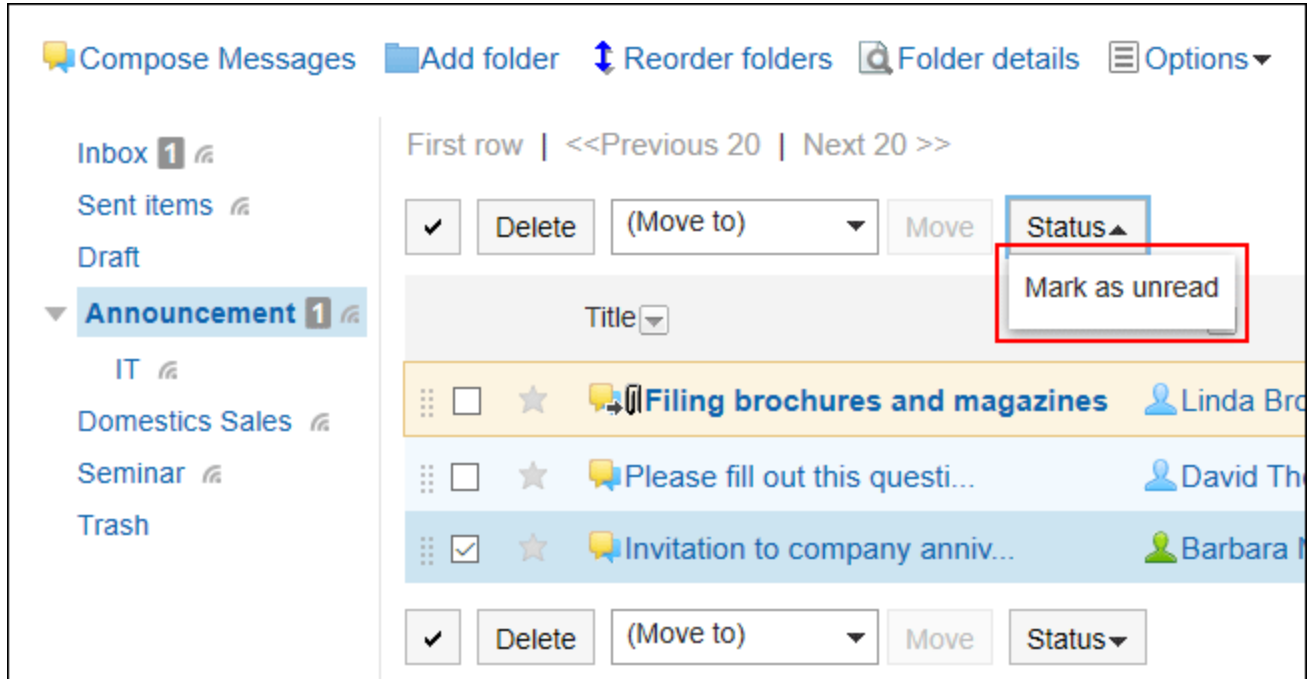 Compose Messages Add folder Reorder folders Folder details Options
First row | <<Previous 20 | Next 20 >>
Inbox 1
Sent items
Draft
Announcement 1
IT
Domestics Sales
Seminar
Trash
Delete (Move to) Move Status
Mark as unread
Title
Filing brochures and magazines Linda Bro
Please fill out this questi... David Th
Invitation to company anniv... Barbara
Delete (Move to) Move Status